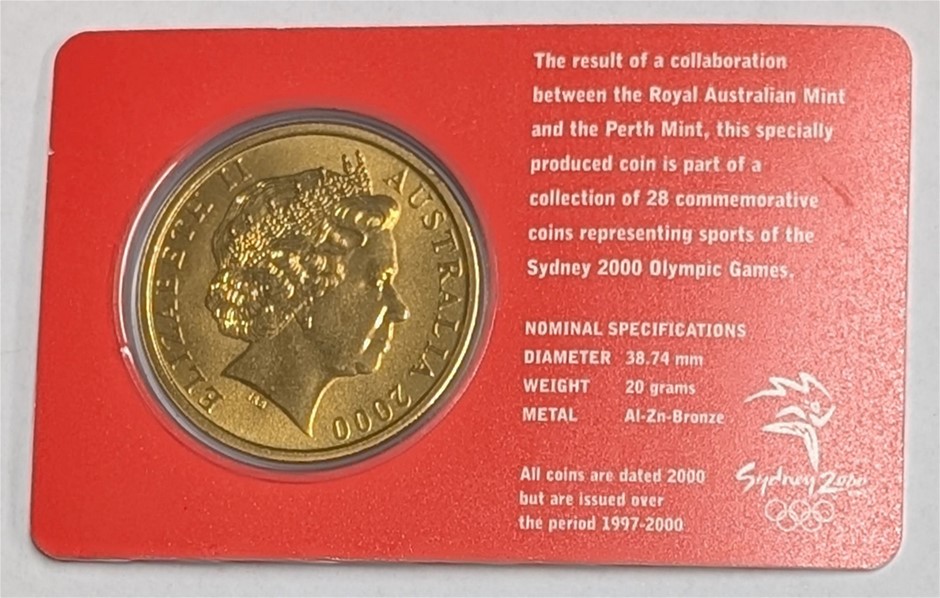 ELIZABETH II
AUSTRALIA 2000
IRB
The result of a collaboration
between the Royal Australian Mint
and the Perth Mint, this specially
produced coin is part of a
collection of 28 commemorative
coins representing sports of the
Sydney 2000 Olympic Games.
NOMINAL SPECIFICATIONS
DIAMETER 38.74 mm
WEIGHT 20 grams
METAL Al-Zn-Bronze
All coins are dated 2000
but are issued over
the period 1997-2000
Sydney 2000